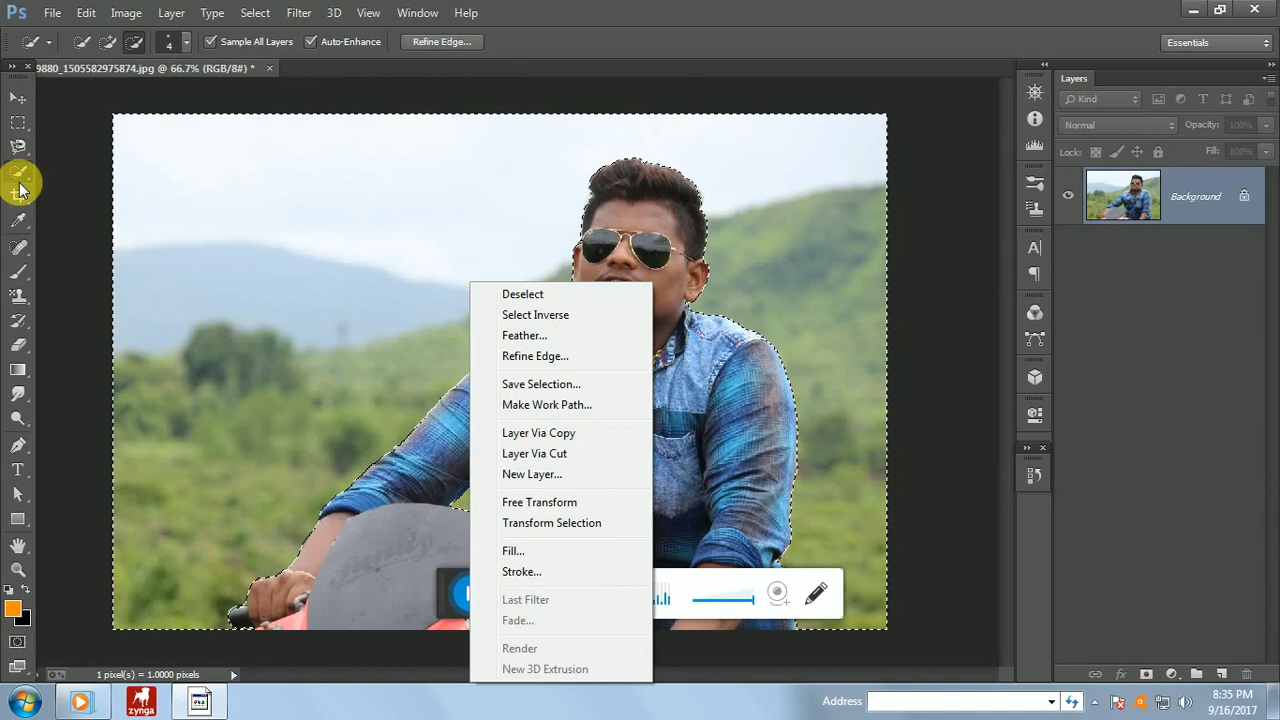 Ps File Edit Image Layer Type Select Filter 3D View Window Help
4 Sample All Layers Auto-Enhance Refine Edge... Essentials
9880_1505582975874.jpg @ 66.7% (RGB/8#) * ×
Layers
Kind
Normal Opacity: 100%
Lock: Fill: 100%
Background
Deselect
Select Inverse
Feather...
Refine Edge...
Save Selection...
Make Work Path...
Layer Via Copy
Layer Via Cut
New Layer...
Free Transform
Transform Selection
Fill...
Stroke...
Last Filter
Fade...
Render
New 3D Extrusion
1 pixel(s) = 1.0000 pixels
zynga
Address
8:35 PM
9/16/2017